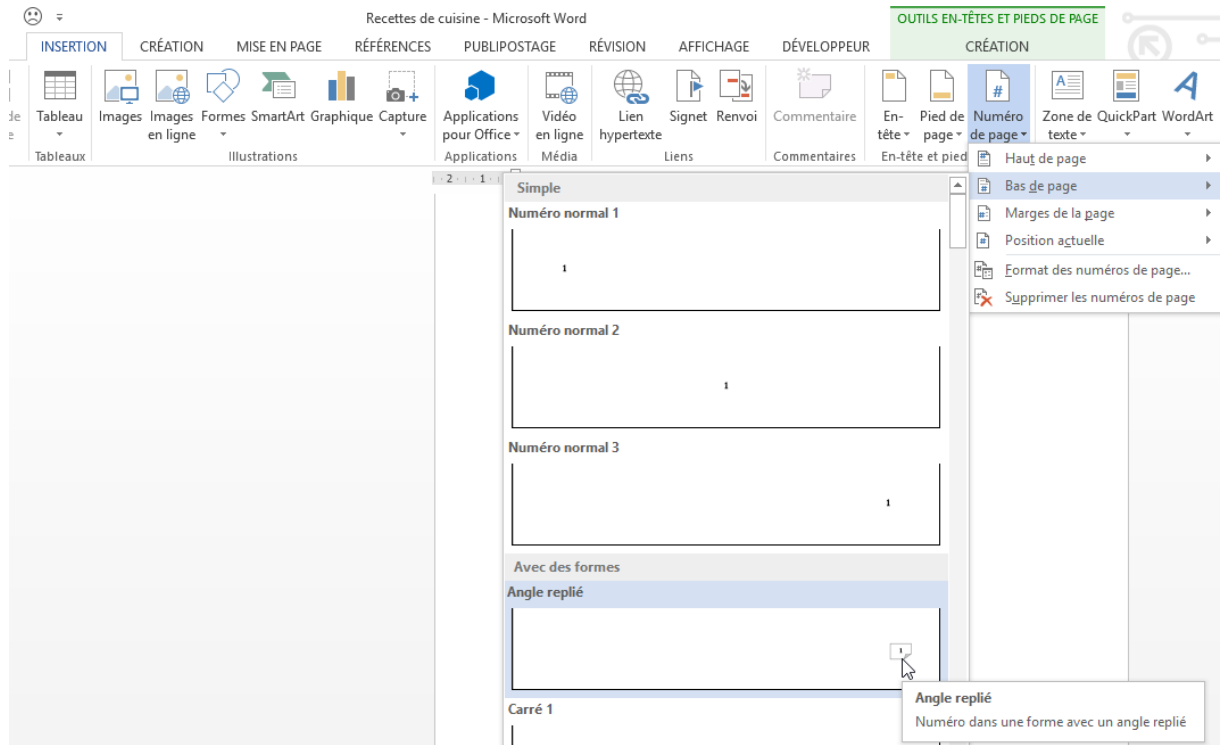 Recettes de cuisine - Microsoft Word
OUTILS EN-TÊTES ET PIEDS DE PAGE
INSERTION CRÉATION MISE EN PAGE RÉFÉRENCES PUBLIPOSTAGE RÉVISION AFFICHAGE DÉVELOPPEUR CRÉATION
de Tableau Images Images Formes SmartArt Graphique Capture Applications Vidéo Lien Signet Renvoi Commentaire En- Pied de Numéro Zone de QuickPart WordArt
e en ligne pour Office en ligne hypertexte tête page de page texte
Tableaux Illustrations Applications Média Liens Commentaires En-tête et pied
Haut de page
Bas de page
Marges de la page
Position actuelle
Format des numéros de page...
Supprimer les numéros de page
2 1
Simple
Numéro normal 1
1
Numéro normal 2
1
Numéro normal 3
1
Avec des formes
Angle replié
1
Angle replié
Numéro dans une forme avec un angle replié
Carré 1